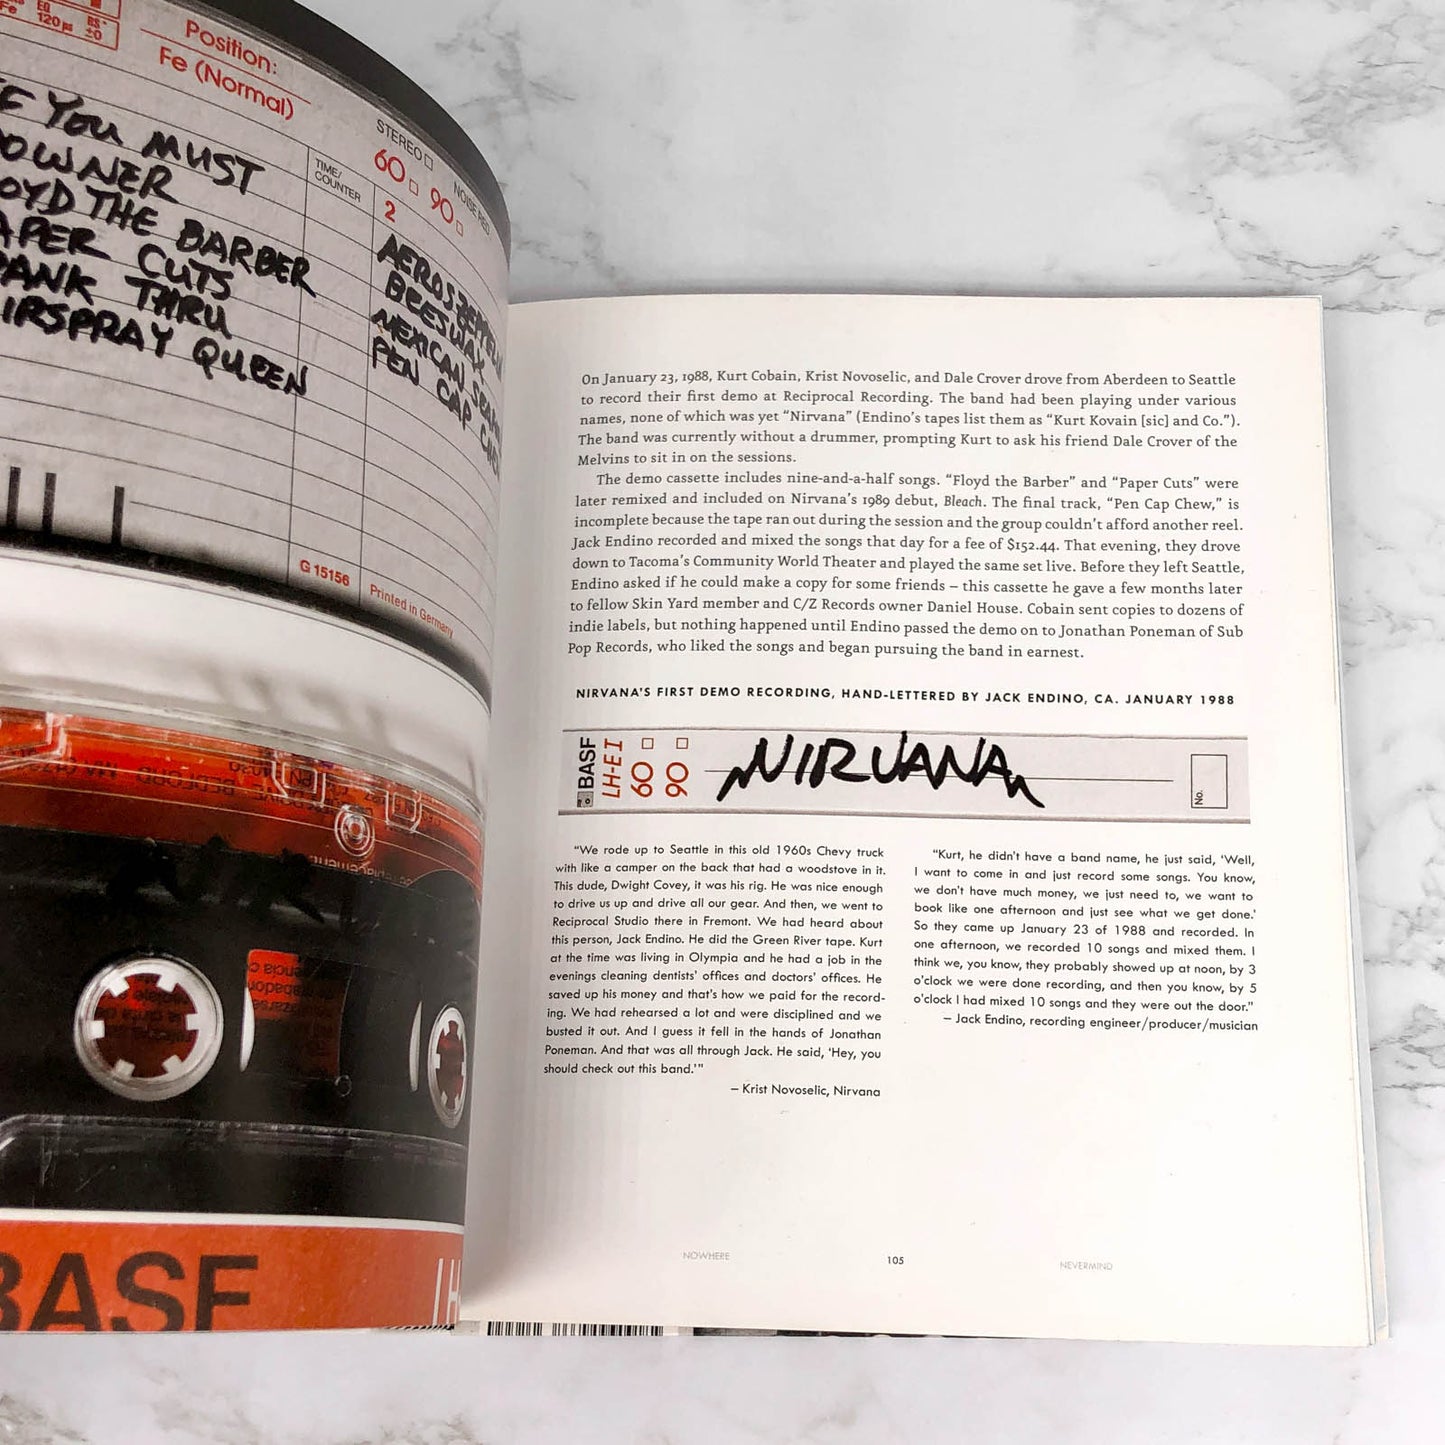 Fe
EQ
120 µs
BS*
±0
Position:
Fe (Normal)
STEREO
60 90
NOISE RED
TIME/
COUNTER
2
YOU MUST
THE BARBER
CUTS
THRU
QUEEN
AEROSZEPPELIN
BEESWAX
MEXICAN
PEN CAP
G 15156
Printed in Germany
BASF
On January 23, 1988, Kurt Cobain, Krist Novoselic, and Dale Crover drove from Aberdeen to Seattle
to record their first demo at Reciprocal Recording. The band had been playing under various
names, none of which was yet “Nirvana” (Endino’s tapes list them as “Kurt Kovain [sic] and Co.”).
The band was currently without a drummer, prompting Kurt to ask his friend Dale Crover of the
Melvins to sit in on the sessions.
The demo cassette includes nine-and-a-half songs. “Floyd the Barber” and “Paper Cuts” were
later remixed and included on Nirvana’s 1989 debut, Bleach. The final track, “Pen Cap Chew,” is
incomplete because the tape ran out during the session and the group couldn’t afford another reel.
Jack Endino recorded and mixed the songs that day for a fee of $152.44. That evening, they drove
down to Tacoma’s Community World Theater and played the same set live. Before they left Seattle,
Endino asked if he could make a copy for some friends – this cassette he gave a few months later
to fellow Skin Yard member and C/Z Records owner Daniel House. Cobain sent copies to dozens of
indie labels, but nothing happened until Endino passed the demo on to Jonathan Poneman of Sub
Pop Records, who liked the songs and began pursuing the band in earnest.
NIRVANA’S FIRST DEMO RECORDING, HAND-LETTERED BY JACK ENDINO, CA. JANUARY 1988
BASF
LH-E I
60
90
NIRVANA
No.
“We rode up to Seattle in this old 1960s Chevy truck
with like a camper on the back that had a woodstove in it.
This dude, Dwight Covey, it was his rig. He was nice enough
to drive us up and drive all our gear. And then, we went to
Reciprocal Studio there in Fremont. We had heard about
this person, Jack Endino. He did the Green River tape. Kurt
at the time was living in Olympia and he had a job in the
evenings cleaning dentists’ offices and doctors’ offices. He
saved up his money and that’s how we paid for the record-
ing. We had rehearsed a lot and were disciplined and we
busted it out. And I guess it fell in the hands of Jonathan
Poneman. And that was all through Jack. He said, ‘Hey, you
should check out this band.’”
– Krist Novoselic, Nirvana
“Kurt, he didn’t have a band name, he just said, ‘Well,
I want to come in and just record some songs. You know,
we don’t have much money, we just need to, we want to
book like one afternoon and just see what we get done.’
So they came up January 23 of 1988 and recorded. In
one afternoon, we recorded 10 songs and mixed them. I
think we, you know, they probably showed up at noon, by 3
o’clock we were done recording, and then you know, by 5
o’clock I had mixed 10 songs and they were out the door.”
– Jack Endino, recording engineer/producer/musician
NOWHERE
105
NEVERMIND